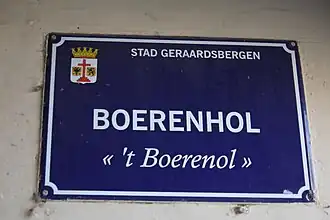 STAD GERAARDSBERGEN
BOERENHOL
« 't Boerenol »